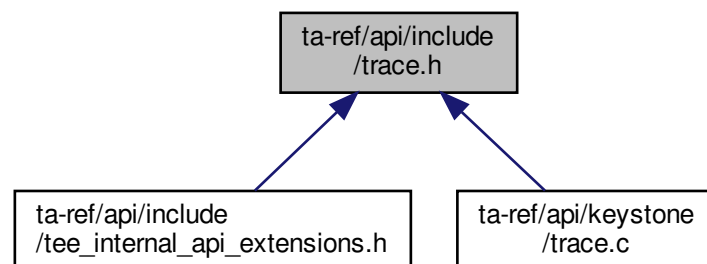 ta-ref/api/include
/trace.h
ta-ref/api/include
/tee_internal_api_extensions.h
ta-ref/api/keystone
/trace.c